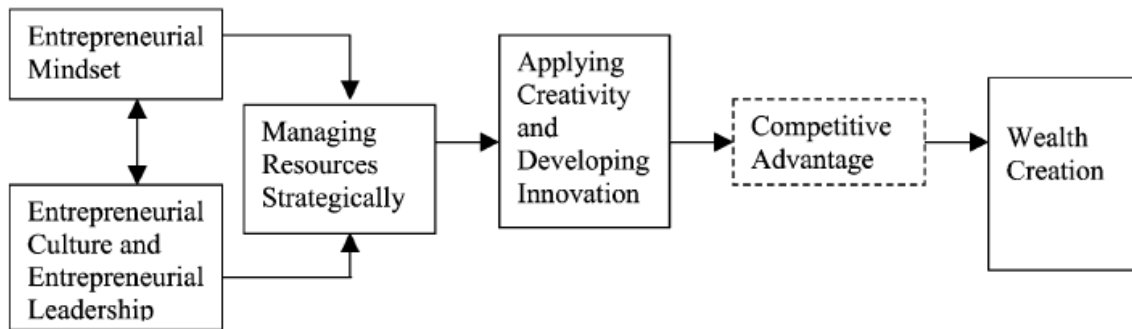 Entrepreneurial
Mindset
Entrepreneurial
Culture and
Entrepreneurial
Leadership
Managing
Resources
Strategically
Applying
Creativity
and
Developing
Innovation
Competitive
Advantage
Wealth
Creation